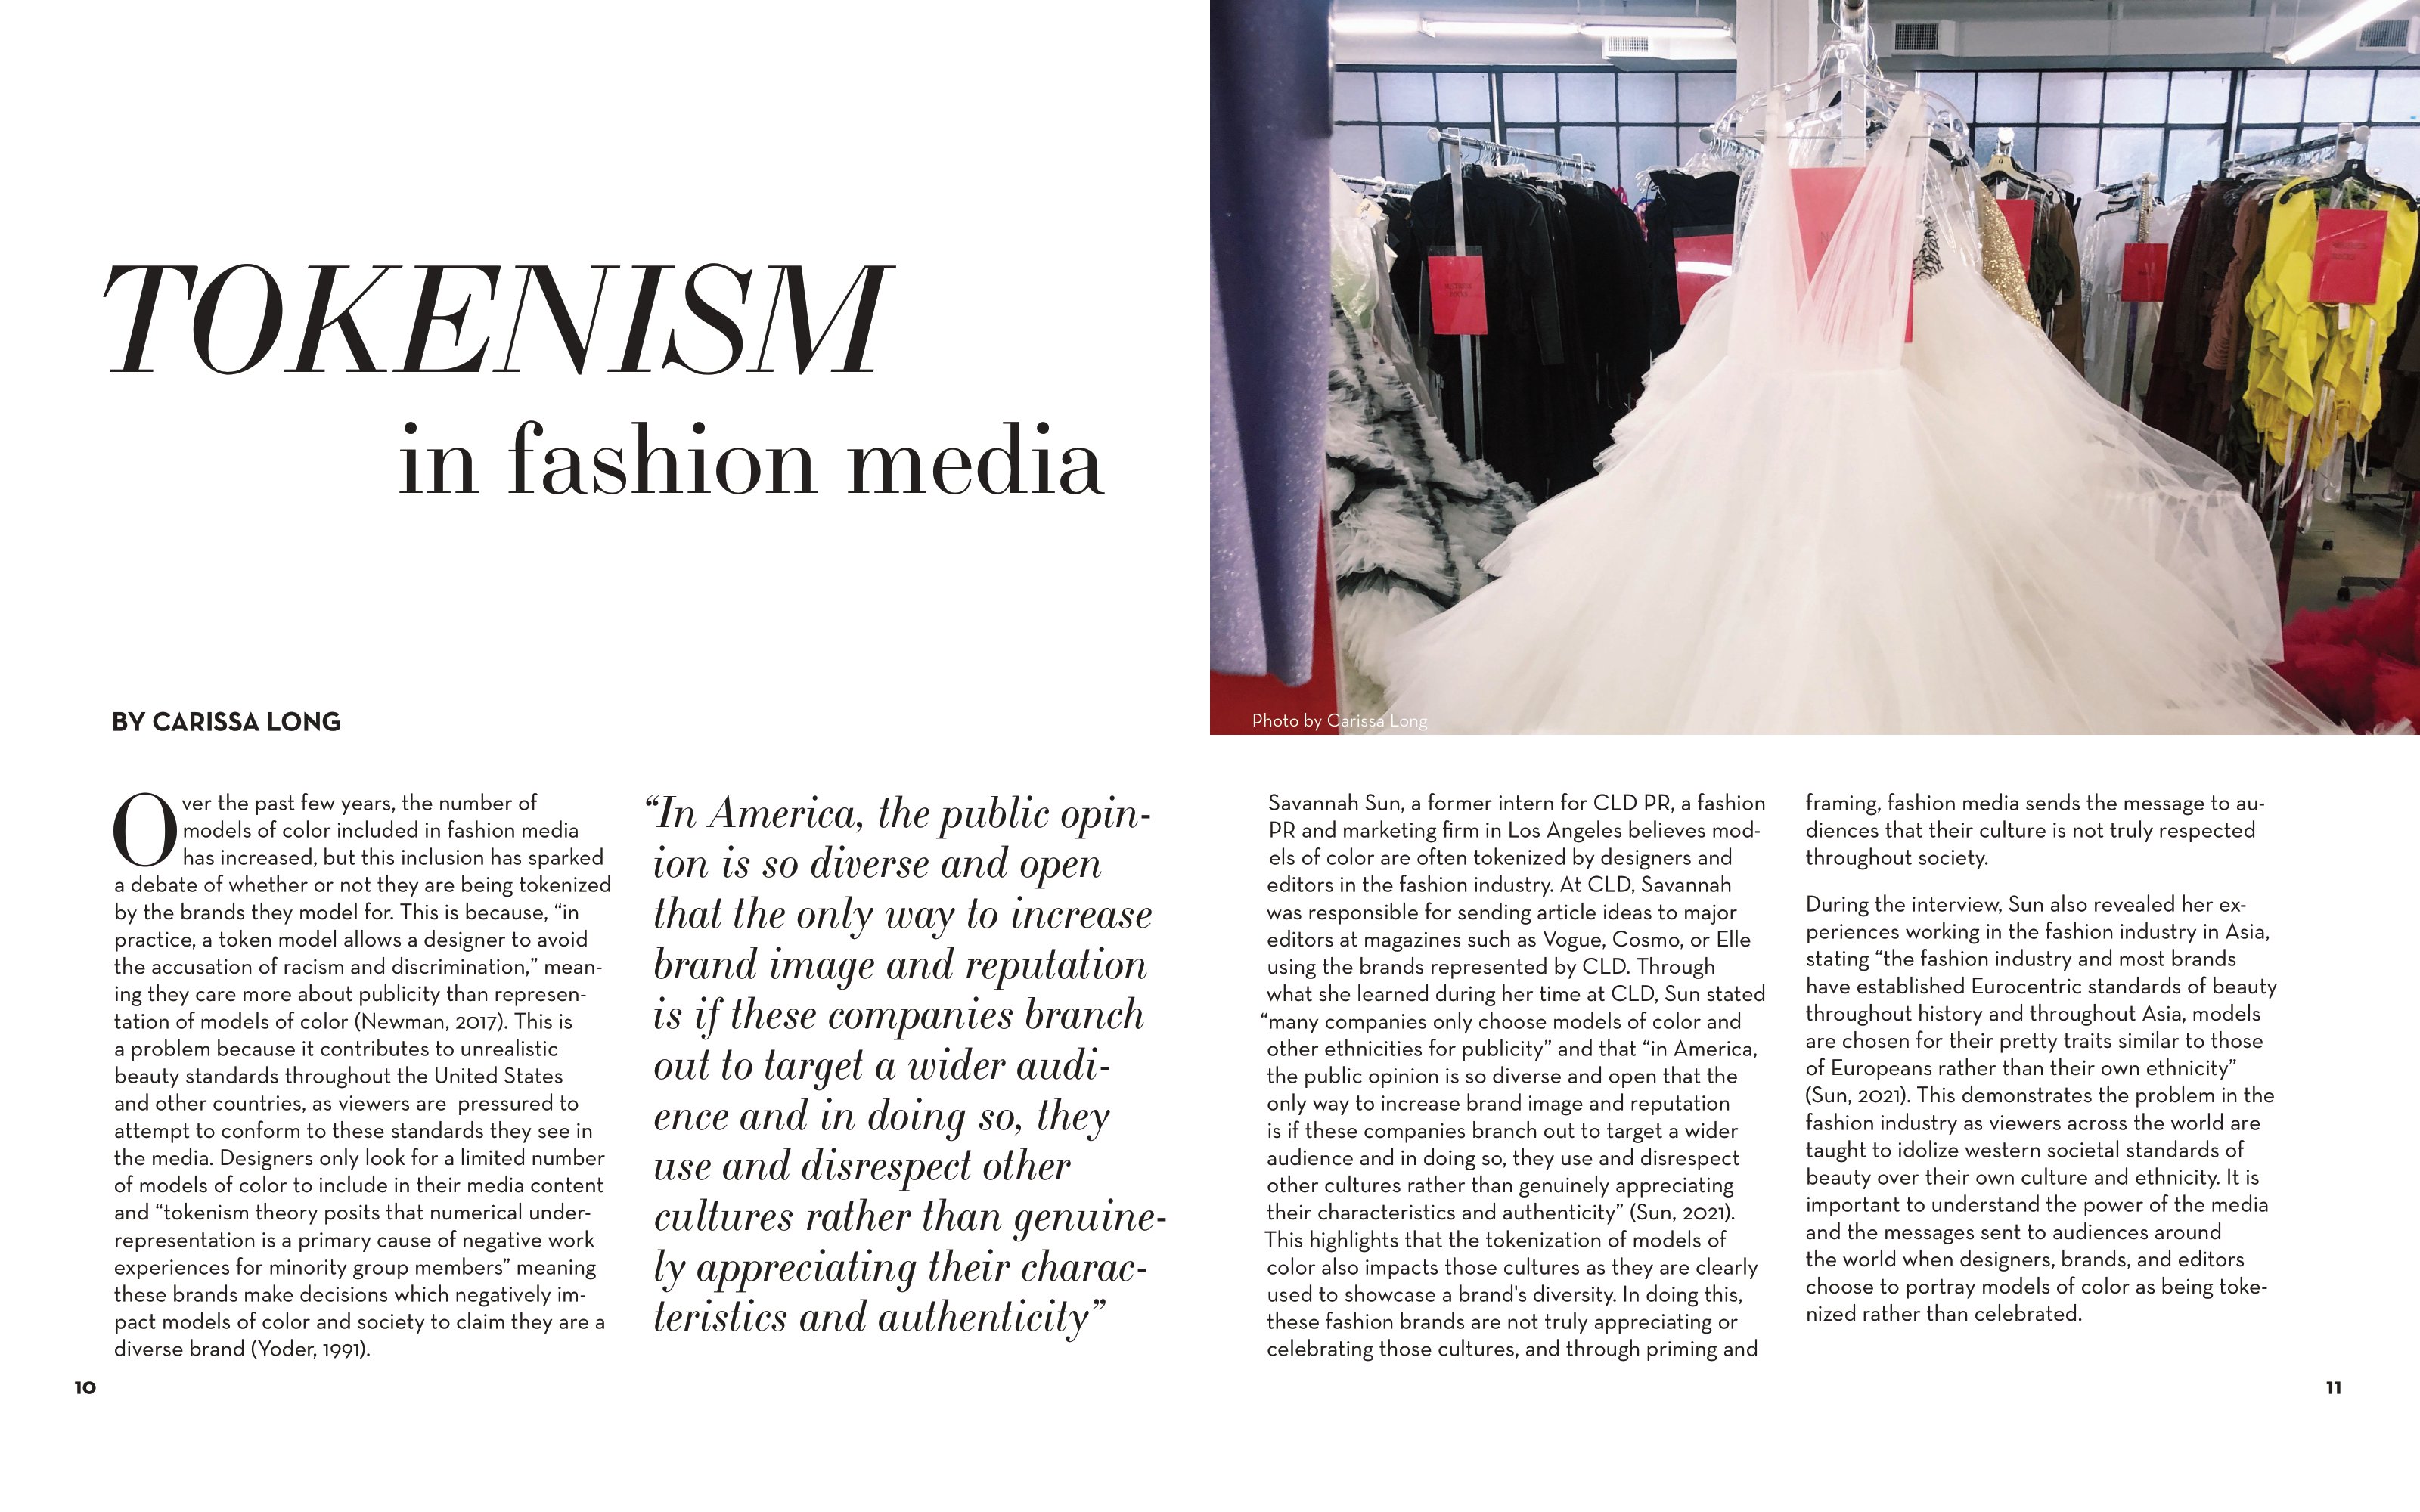 TOKENISM
in fashion media
BY CARISSA LONG
Over the past few years, the number of
models of color included in fashion media
has increased, but this inclusion has sparked
a debate of whether or not they are being tokenized
by the brands they model for. This is because, “in
practice, a token model allows a designer to avoid
the accusation of racism and discrimination,” mean-
ing they care more about publicity than represen-
tation of models of color (Newman, 2017). This is
a problem because it contributes to unrealistic
beauty standards throughout the United States
and other countries, as viewers are  pressured to
attempt to conform to these standards they see in
the media. Designers only look for a limited number
of models of color to include in their media content
and “tokenism theory posits that numerical under-
representation is a primary cause of negative work
experiences for minority group members” meaning
these brands make decisions which negatively im-
pact models of color and society to claim they are a
diverse brand (Yoder, 1991).
“In America, the public opin-
ion is so diverse and open
that the only way to increase
brand image and reputation
is if these companies branch
out to target a wider audi-
ence and in doing so, they
use and disrespect other
cultures rather than genuine-
ly appreciating their charac-
teristics and authenticity”
10
Photo by Carissa Long
Savannah Sun, a former intern for CLD PR, a fashion
PR and marketing firm in Los Angeles believes mod-
els of color are often tokenized by designers and
editors in the fashion industry. At CLD, Savannah
was responsible for sending article ideas to major
editors at magazines such as Vogue, Cosmo, or Elle
using the brands represented by CLD. Through
what she learned during her time at CLD, Sun stated
“many companies only choose models of color and
other ethnicities for publicity” and that “in America,
the public opinion is so diverse and open that the
only way to increase brand image and reputation
is if these companies branch out to target a wider
audience and in doing so, they use and disrespect
other cultures rather than genuinely appreciating
their characteristics and authenticity” (Sun, 2021).
This highlights that the tokenization of models of
color also impacts those cultures as they are clearly
used to showcase a brand's diversity. In doing this,
these fashion brands are not truly appreciating or
celebrating those cultures, and through priming and
framing, fashion media sends the message to au-
diences that their culture is not truly respected
throughout society.
During the interview, Sun also revealed her ex-
periences working in the fashion industry in Asia,
stating “the fashion industry and most brands
have established Eurocentric standards of beauty
throughout history and throughout Asia, models
are chosen for their pretty traits similar to those
of Europeans rather than their own ethnicity”
(Sun, 2021). This demonstrates the problem in the
fashion industry as viewers across the world are
taught to idolize western societal standards of
beauty over their own culture and ethnicity. It is
important to understand the power of the media
and the messages sent to audiences around
the world when designers, brands, and editors
choose to portray models of color as being toke-
nized rather than celebrated.
11